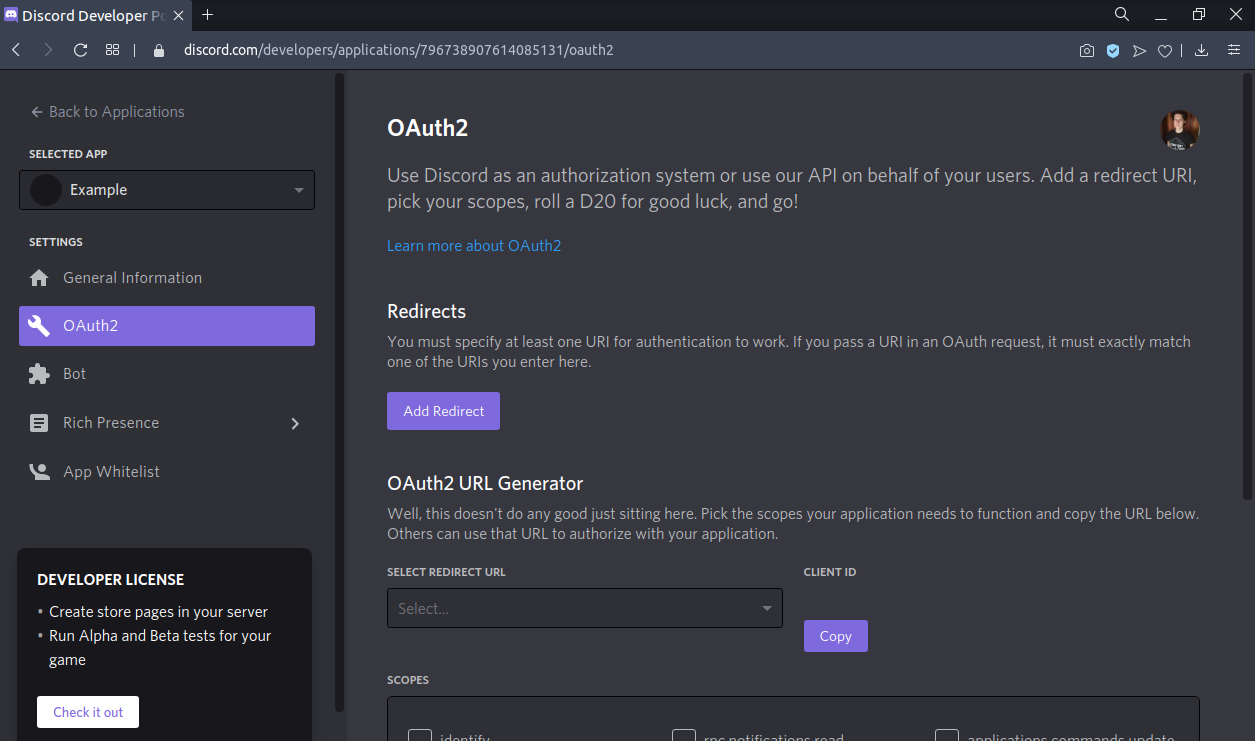 Discord Developer Po
discord.com/developers/applications/796738907614085131/oauth2
Back to Applications
SELECTED APP
Example
SETTINGS
General Information
OAuth2
Bot
Rich Presence
App Whitelist
DEVELOPER LICENSE
• Create store pages in your server
• Run Alpha and Beta tests for your
game
Check it out
OAuth2
Use Discord as an authorization system or use our API on behalf of your users. Add a redirect URI,
pick your scopes, roll a D20 for good luck, and go!
Learn more about OAuth2
Redirects
You must specify at least one URI for authentication to work. If you pass a URI in an OAuth request, it must exactly match
one of the URIs you enter here.
Add Redirect
OAuth2 URL Generator
Well, this doesn't do any good just sitting here. Pick the scopes your application needs to function and copy the URL below.
Others can use that URL to authorize with your application.
SELECT REDIRECT URL
Select...
CLIENT ID
Copy
SCOPES
identify
rpc.notifications.read
applications.commands.update